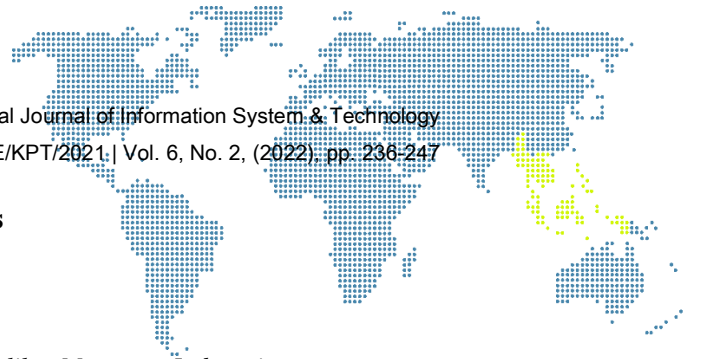 al Journal of Information System & Technology
E/KPT/2021 | Vol. 6, No. 2, (2022), pp. 236-247
s